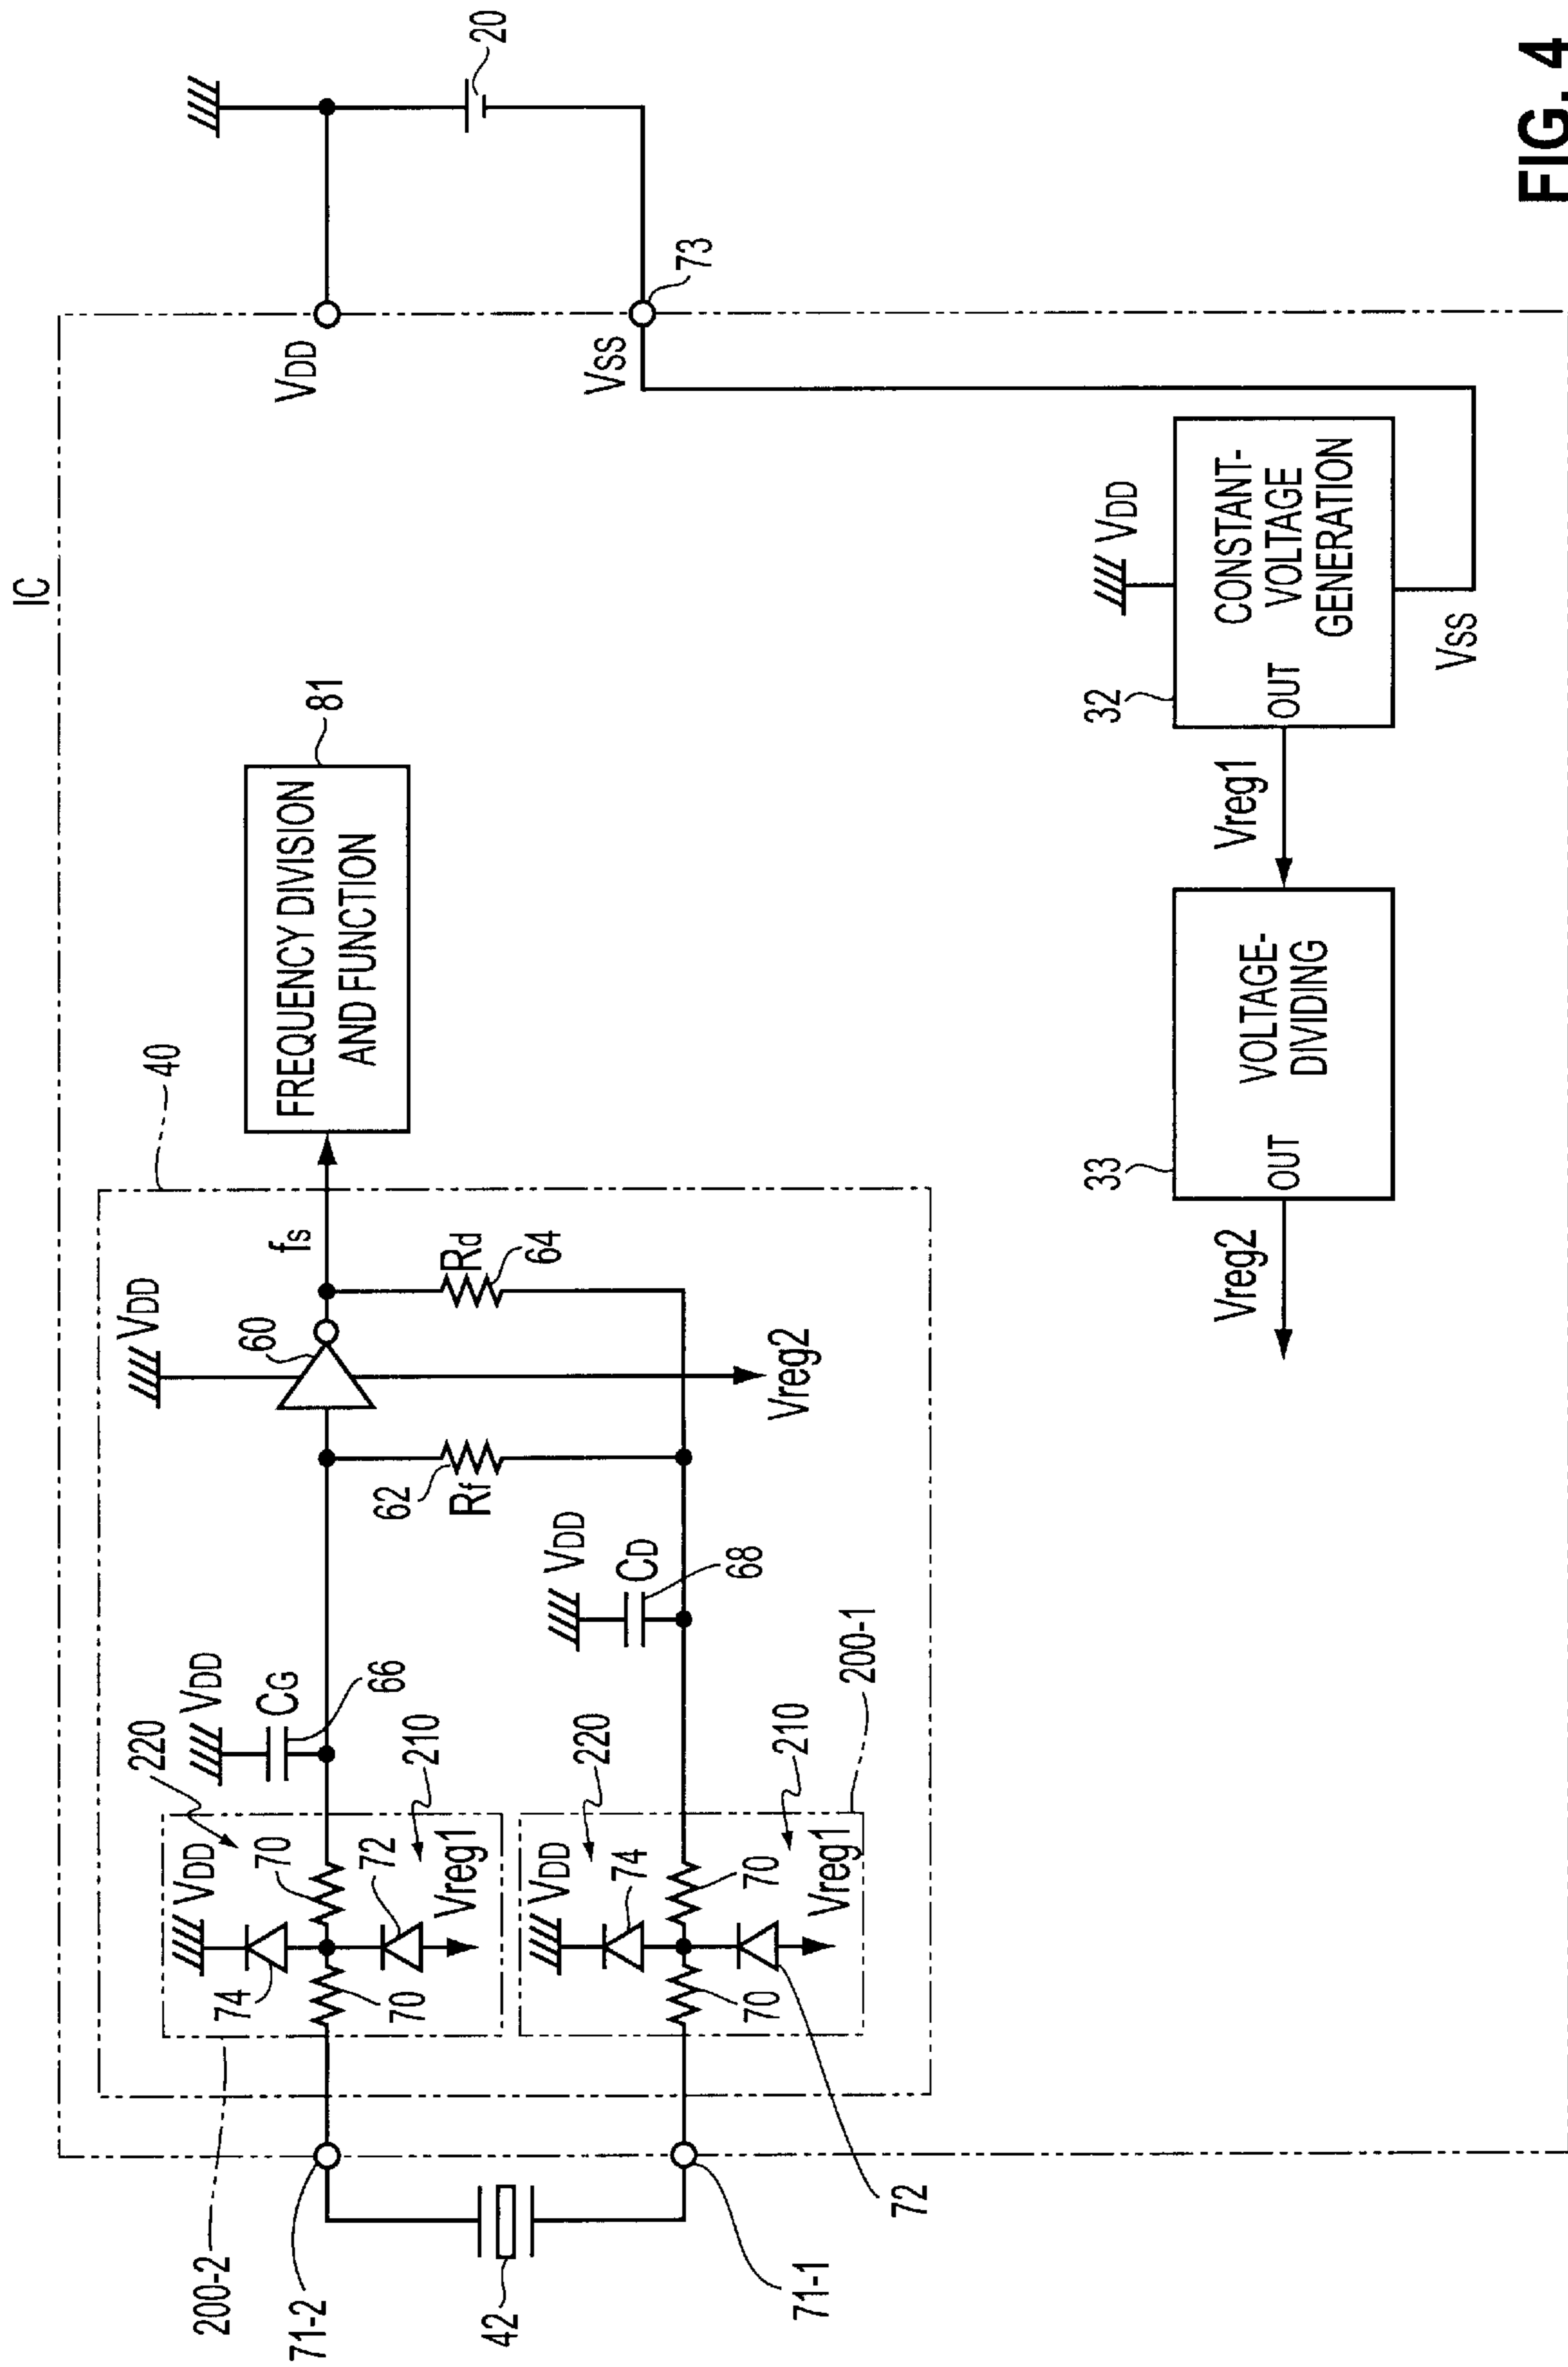 IC
40
220
VDD
VDD
CG
66
VDD
60
fs
FREQUENCY DIVISION
AND FUNCTION
81
VDD
20
200-2
74
70
70
72
210
Vreg1
62
Rf
Rd
64
71-2
42
VDD
220
74
VDD
CD
68
Vreg2
VSS
73
71-1
70
70
210
Vreg1
72
200-1
Vreg2
33
OUT
VOLTAGE-
DIVIDING
Vreg1
32
OUT
CONSTANT-
VOLTAGE
GENERATION
VDD
VSS
FIG. 4